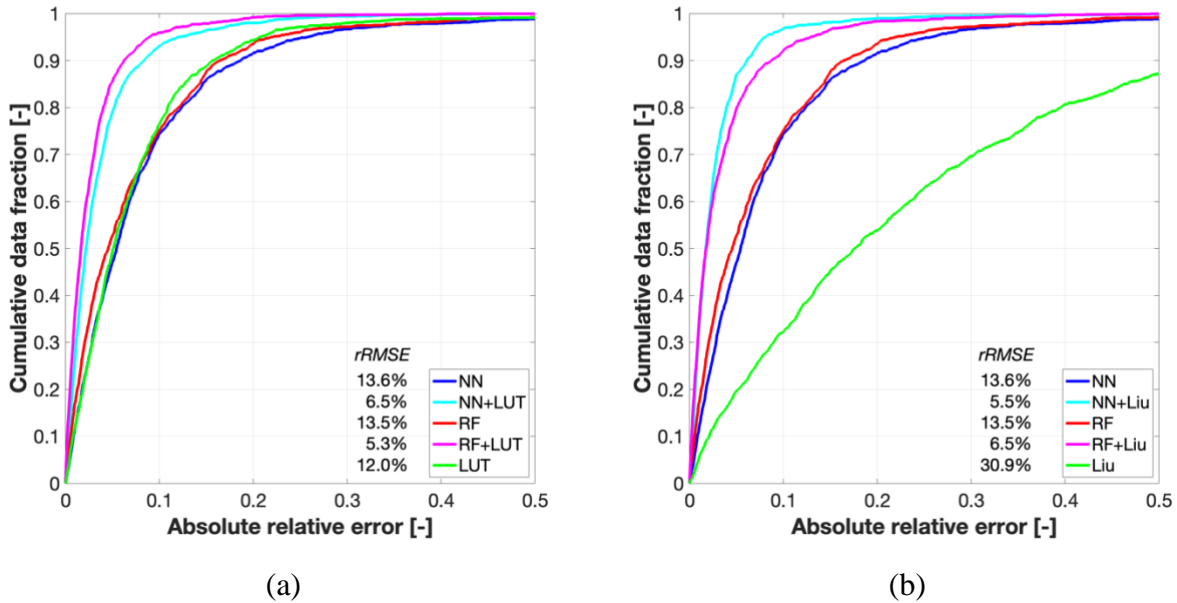 1
0.9
0.8
0.7
0.6
0.5
0.4
0.3
0.2
0.1
0
Cumulative data fraction [-]
rRMSE
13.6% NN
6.5% NN+LUT
13.5% RF
5.3% RF+LUT
12.0% LUT
0 0.1 0.2 0.3 0.4 0.5
Absolute relative error [-]
(a)
1
0.9
0.8
0.7
0.6
0.5
0.4
0.3
0.2
0.1
0
Cumulative data fraction [-]
rRMSE
13.6% NN
5.5% NN+Liu
13.5% RF
6.5% RF+Liu
30.9% Liu
0 0.1 0.2 0.3 0.4 0.5
Absolute relative error [-]
(b)